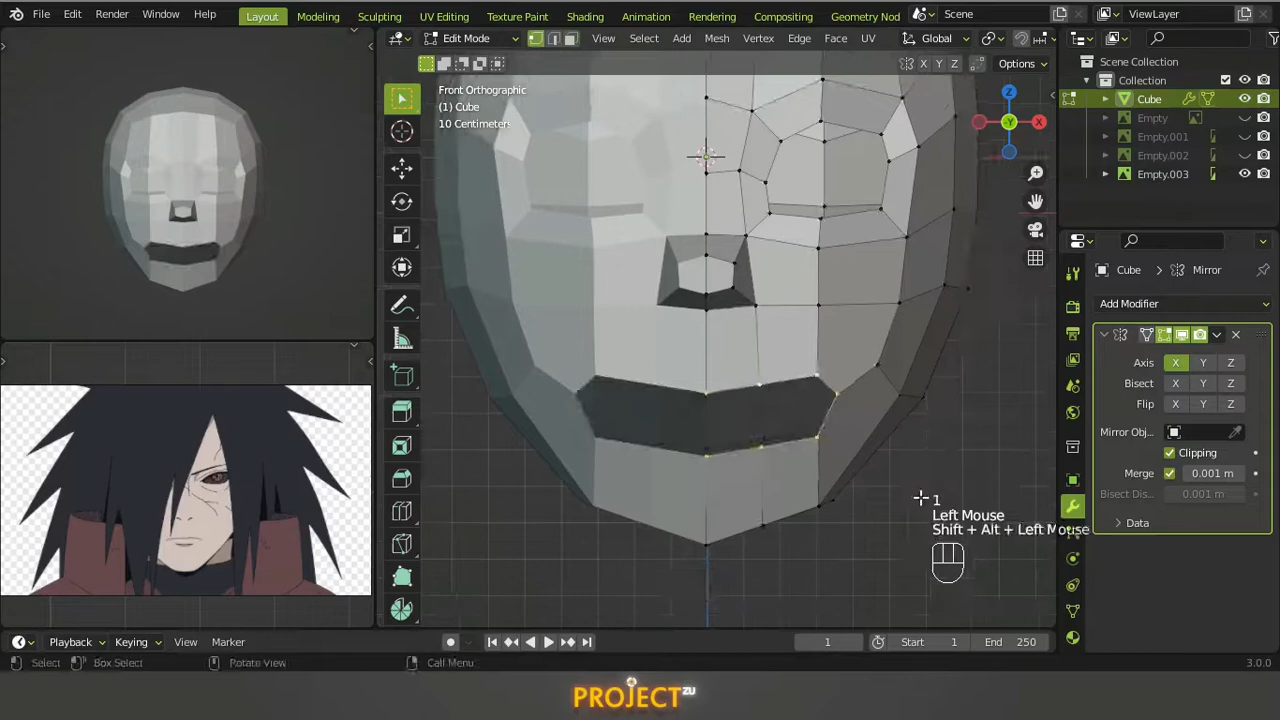 File Edit Render Window Help Layout Modeling Sculpting UV Editing Texture Paint Shading Animation Rendering Compositing Geometry Nod Scene ViewLayer
Edit Mode View Select Add Mesh Vertex Edge Face UV Global
X Y Z Options
Front Orthographic
(1) Cube
10 Centimeters
Z
-Y
X
Scene Collection
Collection
Cube
Empty
Empty.001
Empty.002
Empty.003
Cube > Mirror
Add Modifier
Axis X Y Z
Bisect X Y Z
Flip X Y Z
Mirror Obj...
Clipping
Merge 0.001 m
Bisect Dis... 0.001 m
Data
1
Left Mouse
Shift + Alt + Left Mouse
Playback Keying View Marker 1 Start 1 End 250
Select Box Select Rotate View Call Menu 3.0.0
PROJECT ZU